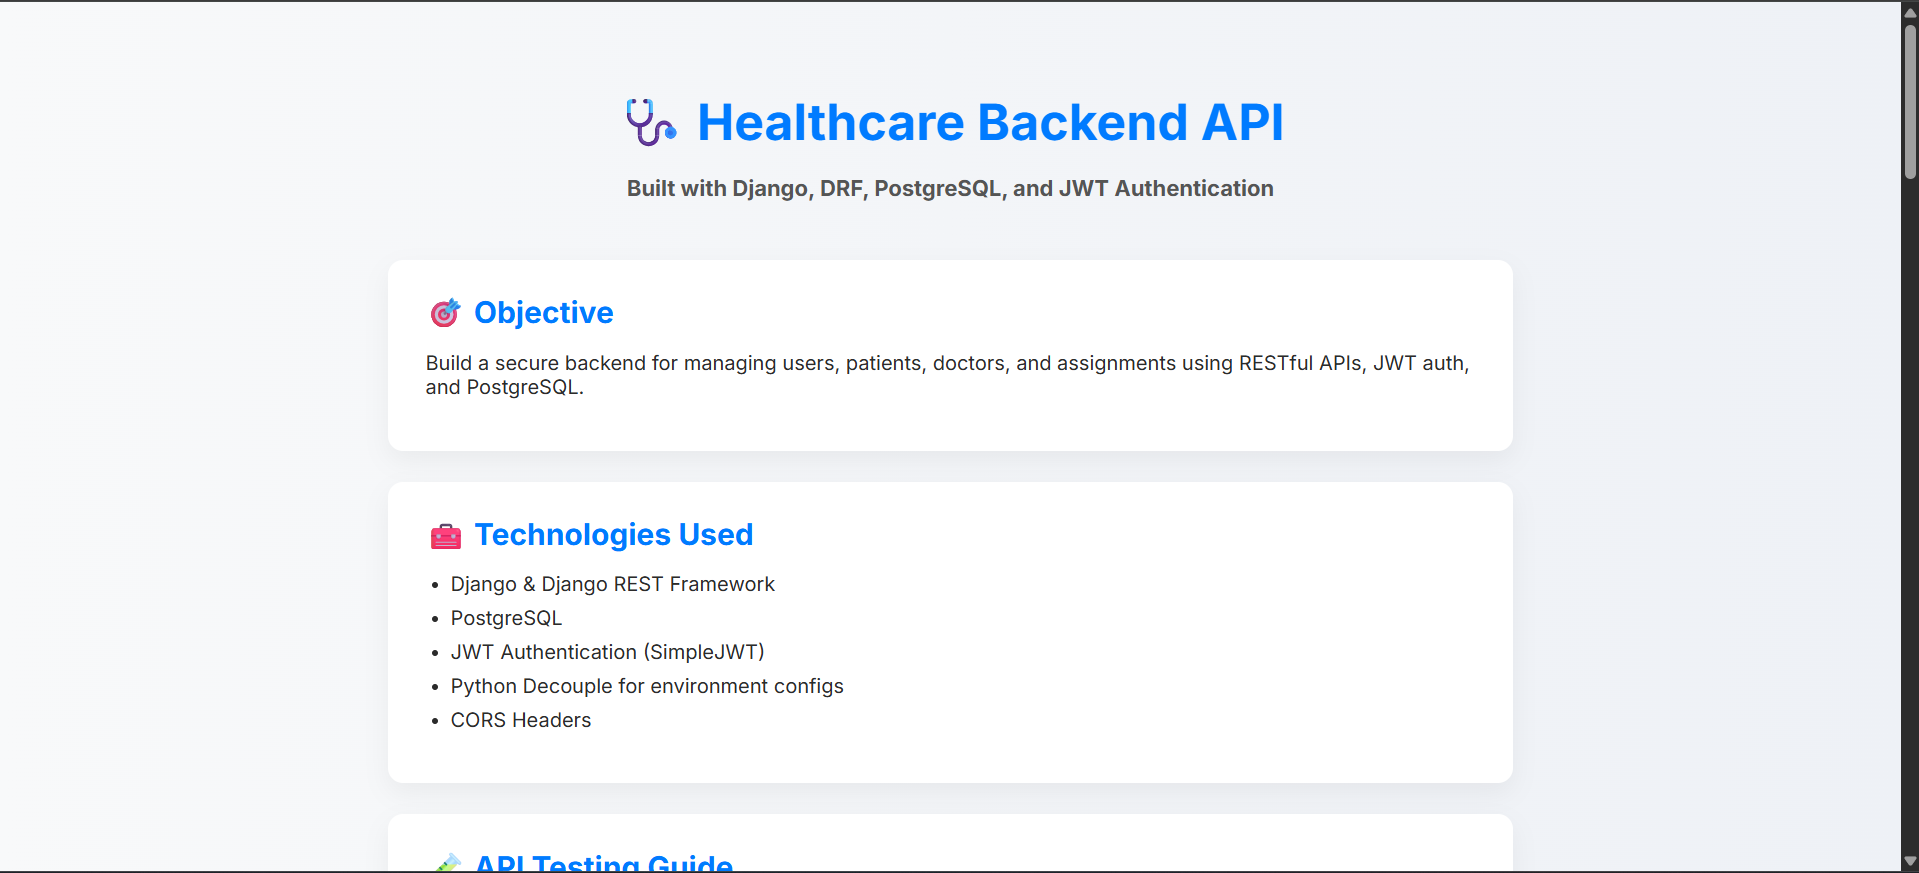 Healthcare Backend API
Built with Django, DRF, PostgreSQL, and JWT Authentication
Objective
Build a secure backend for managing users, patients, doctors, and assignments using RESTful APIs, JWT auth,
and PostgreSQL.
Technologies Used
• Django & Django REST Framework
• PostgreSQL
• JWT Authentication (SimpleJWT)
• Python Decouple for environment configs
• CORS Headers
API Testing Guide